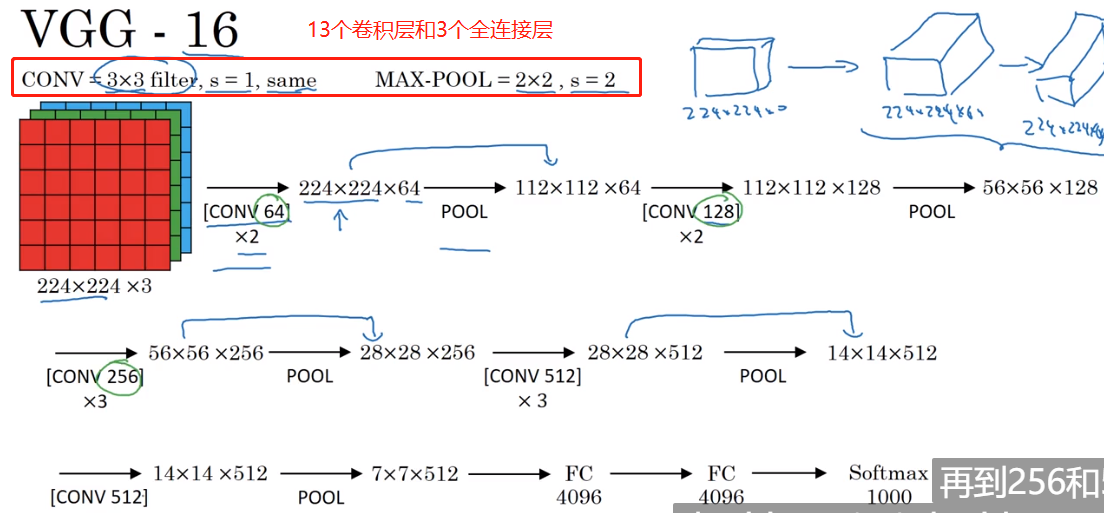 VGG - 16
13个卷积层和3个全连接层
CONV = 3×3 filter, s = 1, same MAX-POOL = 2×2 , s = 2
224×224×
224×224×
224×224×
224×224 ×3
[CONV 64]
×2
224×224×64
POOL
112×112 ×64
[CONV 128]
×2
112×112 ×128
POOL
56×56 ×128
[CONV 256]
×3
56×56 ×256
POOL
28×28 ×256
[CONV 512]
×3
28×28 ×512
POOL
14×14×512
[CONV 512]
14×14 ×512
POOL
7×7×512
FC
4096
FC
4096
Softmax
1000
再到256和